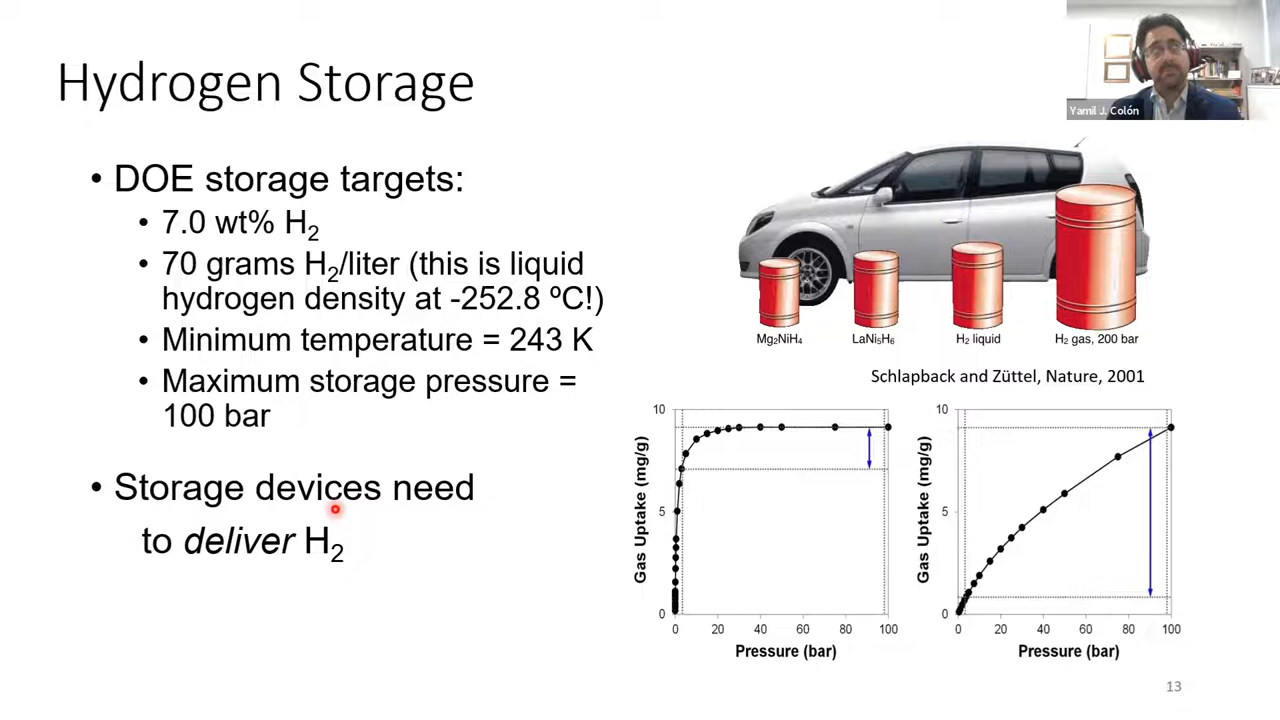 Hydrogen Storage
Yamil J. Colón
• DOE storage targets:
• 7.0 wt% H₂
• 70 grams H₂/liter (this is liquid
hydrogen density at -252.8 ºC!)
• Minimum temperature = 243 K
• Maximum storage pressure =
100 bar
• Storage devices need
to deliver H₂
Mg₂NiH₄
LaNi₅H₆
H₂ liquid
H₂ gas, 200 bar
Schlapback and Züttel, Nature, 2001
Gas Uptake (mg/g)
10
5
0
0 20 40 60 80 100
Pressure (bar)
Gas Uptake (mg/g)
10
5
0
0 20 40 60 80 100
Pressure (bar)
13